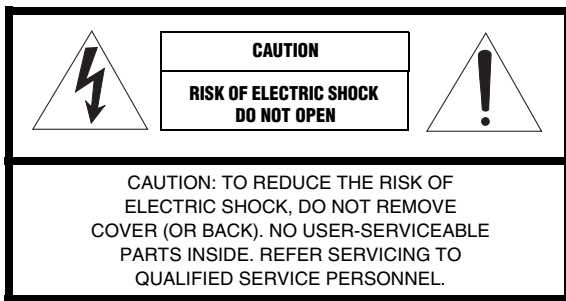 CAUTION
RISK OF ELECTRIC SHOCK
DO NOT OPEN
CAUTION: TO REDUCE THE RISK OF
ELECTRIC SHOCK, DO NOT REMOVE
COVER (OR BACK). NO USER-SERVICEABLE
PARTS INSIDE. REFER SERVICING TO
QUALIFIED SERVICE PERSONNEL.